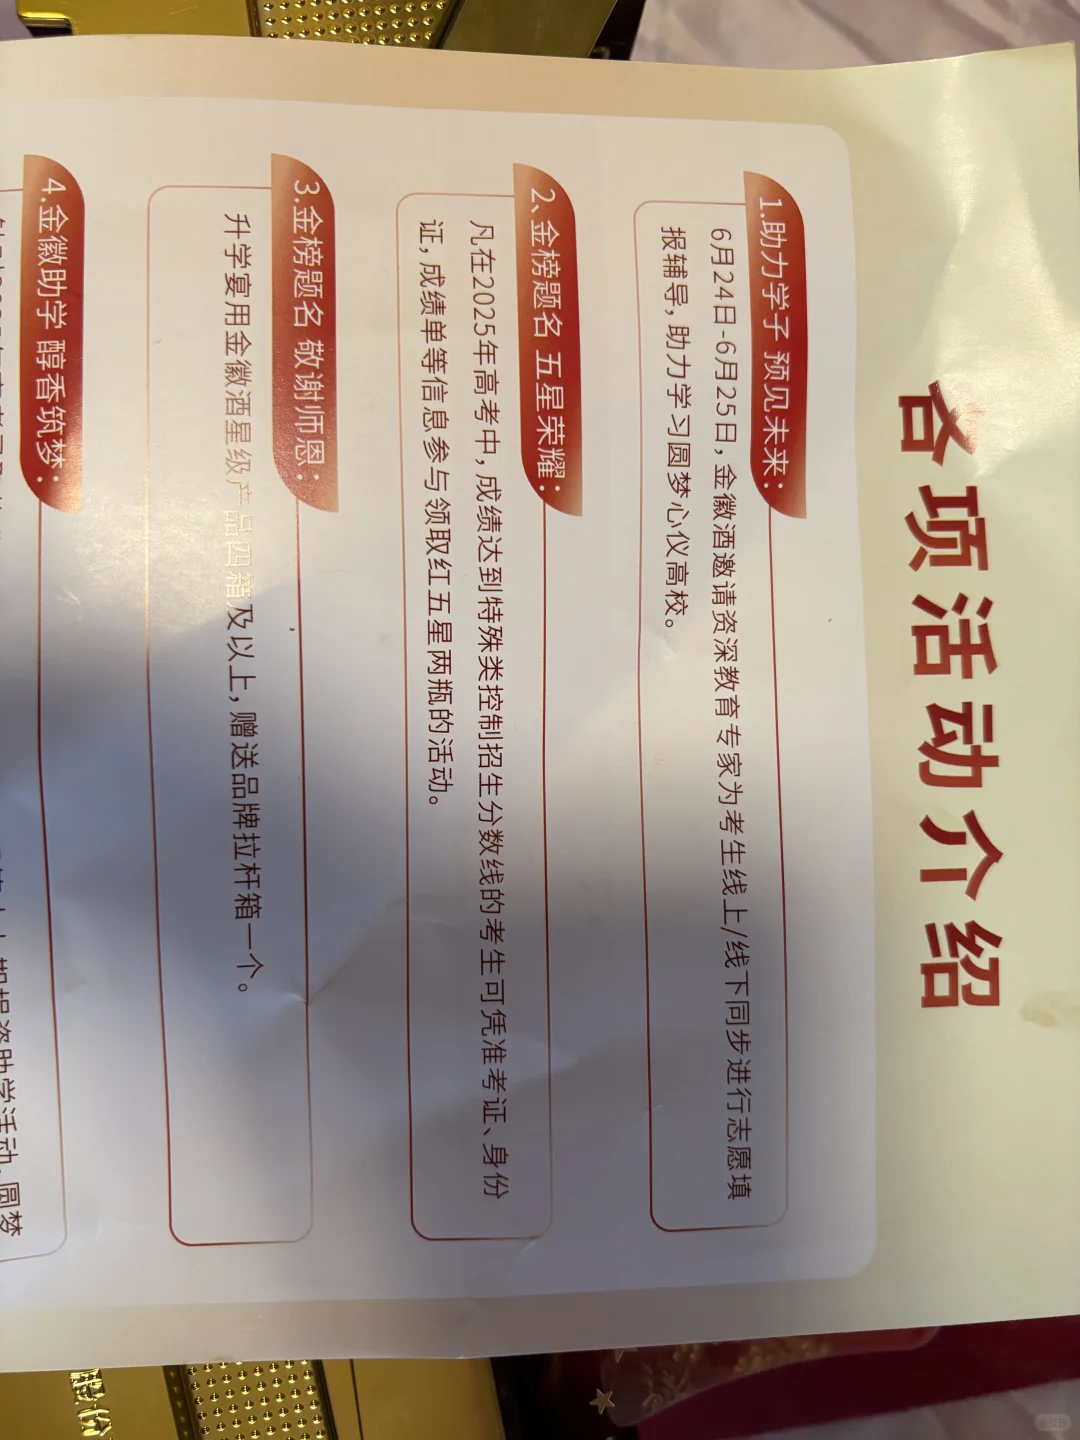 各项活动介绍
1.助力学子 预见未来：
6月24日-6月25日，金徽酒邀请资深教育专家为考生线上/线下同步进行志愿填
报辅导，助力学习圆梦心仪高校。
2、金榜题名 五星荣耀：
凡在2025年高考中，成绩达到特殊类控制招生分数线的考生可凭准考证、身份
证，成绩单等信息参与领取红五星两瓶的活动。
3.金榜题名 敬谢师恩：
升学宴用金徽酒星级产品四箱及以上，赠送品牌拉杆箱一个。
4.金徽助学 醇香筑梦：
助学活动，圆梦
股份